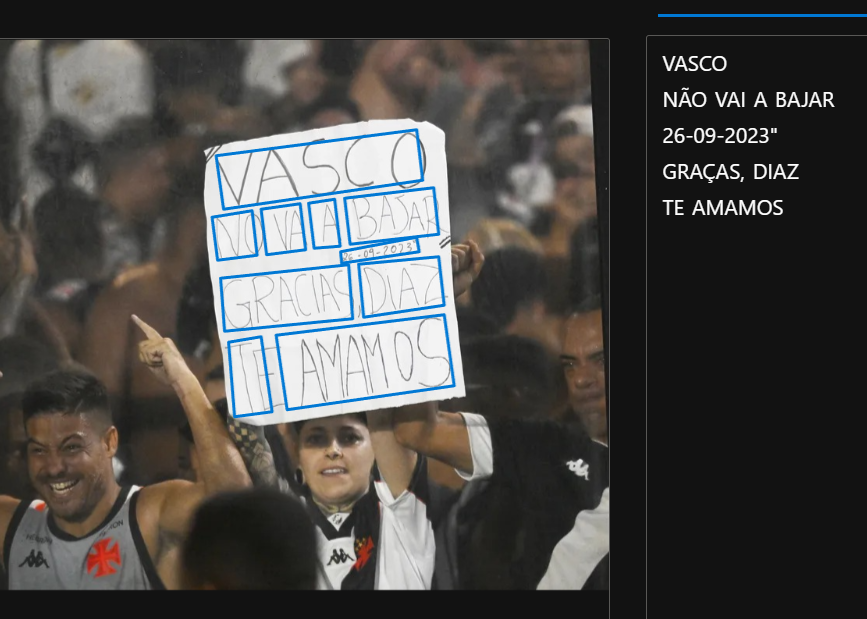 VASCO
NO VA A BAJAR
26-09-2023"
GRACIAS, DIAZ
TE AMAMOS
VASCO
NÃO VAI A BAJAR
26-09-2023"
GRAÇAS, DIAZ
TE AMAMOS